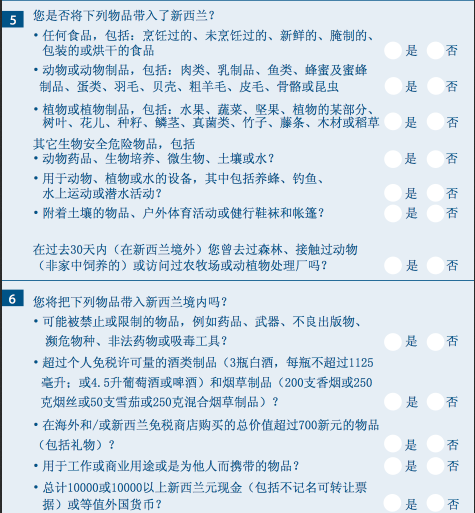 5 您是否将下列物品带入了新西兰？
• 任何食品，包括：烹饪过的、未烹饪过的、新鲜的、腌制的、
包装的或烘干的食品 是 否
• 动物或动物制品，包括：肉类、乳制品、鱼类、蜂蜜及蜜蜂
制品、蛋类、羽毛、贝壳、粗羊毛、皮毛、骨骼或昆虫 是 否
• 植物或植物制品，包括：水果、蔬菜、坚果、植物的某部分、
树叶、花儿、种籽、鳞茎、真菌类、竹子、藤条、木材或稻草 是 否
其它生物安全危险物品，包括
• 动物药品、生物培养、微生物、土壤或水？ 是 否
• 用于动物、植物或水的设备，其中包括养蜂、钓鱼、
水上运动或潜水活动？ 是 否
• 附着土壤的物品、户外体育活动或健行鞋袜和帐篷？ 是 否
在过去30天内（在新西兰境外）您曾去过森林、接触过动物
（非家中饲养的）或访问过农牧场或动植物处理厂吗？ 是 否
6 您将把下列物品带入新西兰境内吗？
• 可能被禁止或限制的物品，例如药品、武器、不良出版物、
濒危物种、非法药物或吸毒工具？ 是 否
• 超过个人免税许可量的酒类制品（3瓶白酒，每瓶不超过1125
毫升；或4.5升葡萄酒或啤酒）和烟草制品（200支香烟或250
克烟丝或50支雪茄或250克混合烟草制品）？ 是 否
• 在海外和/或新西兰免税商店购买的总价值超过700新元的物品
（包括礼物）？ 是 否
• 用于工作或商业用途或是为他人而携带的物品？ 是 否
• 总计10000或10000以上新西兰元现金（包括不记名可转让票
据）或等值外国货币？ 是 否